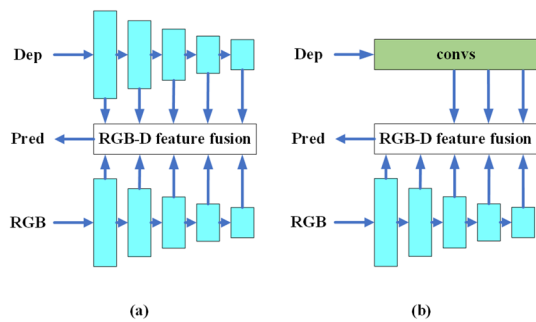 Dep
Pred
RGB-D feature fusion
RGB
(a)
Dep
convs
Pred
RGB-D feature fusion
RGB
(b)